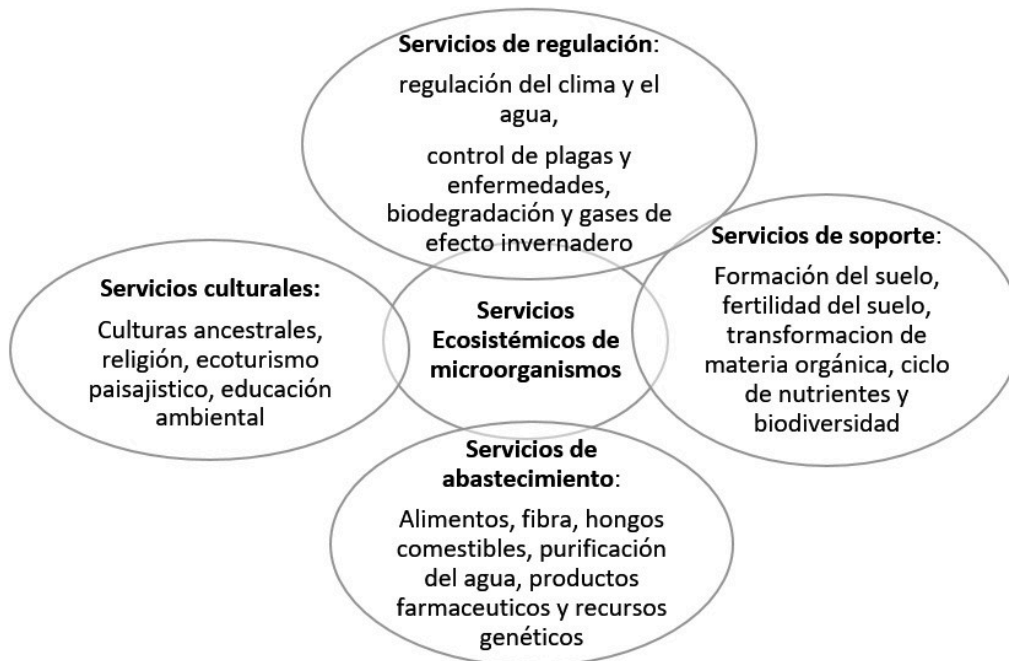 Servicios de regulación:
regulación del clima y el
agua,
control de plagas y
enfermedades,
biodegradación y gases de
efecto invernadero
Servicios de soporte:
Formación del suelo,
fertilidad del suelo,
transformacion de
materia orgánica, ciclo
de nutrientes y
biodiversidad
Servicios culturales:
Culturas ancestrales,
religión, ecoturismo
paisajistico, educación
ambiental
Servicios
Ecosistémicos de
microorganismos
Servicios de
abastecimiento:
Alimentos, fibra, hongos
comestibles, purificación
del agua, productos
farmaceuticos y recursos
genéticos